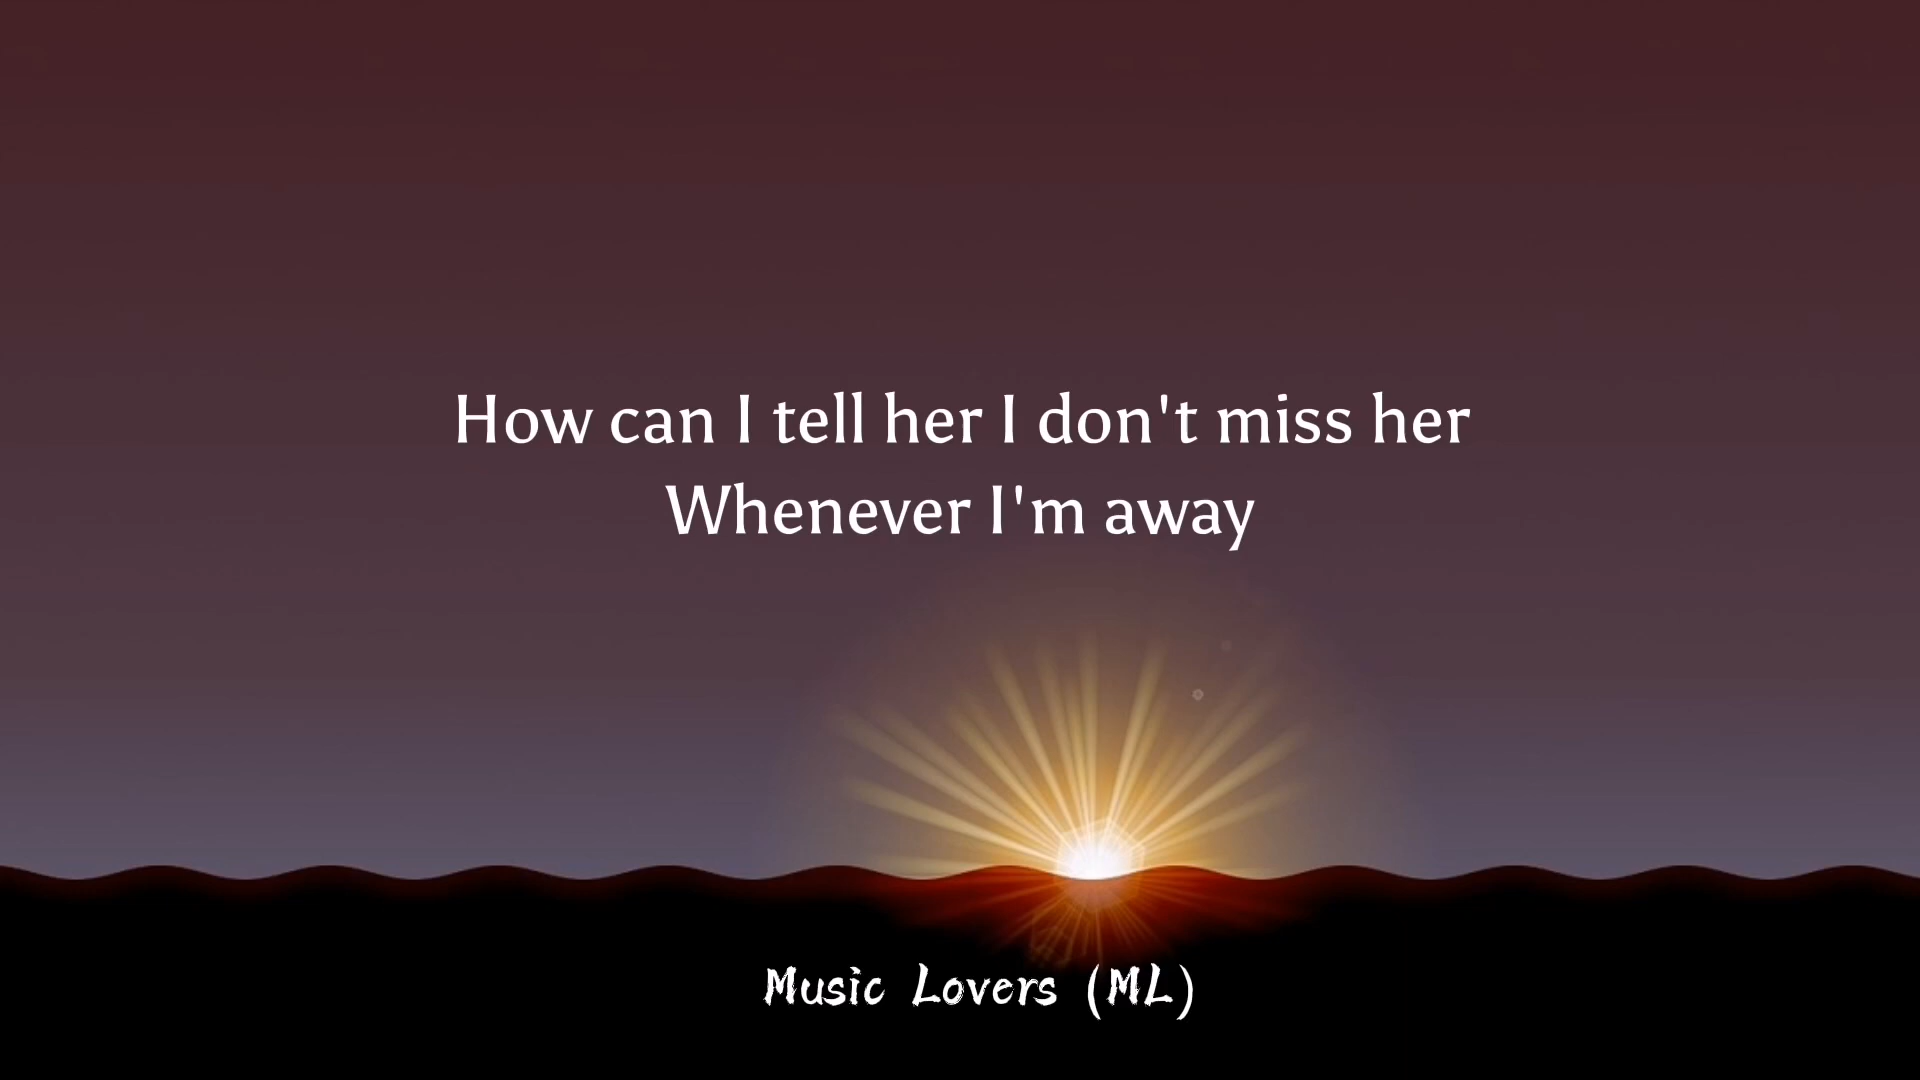 How can I tell her I don't miss her
Whenever I'm away
Music Lovers (ML)